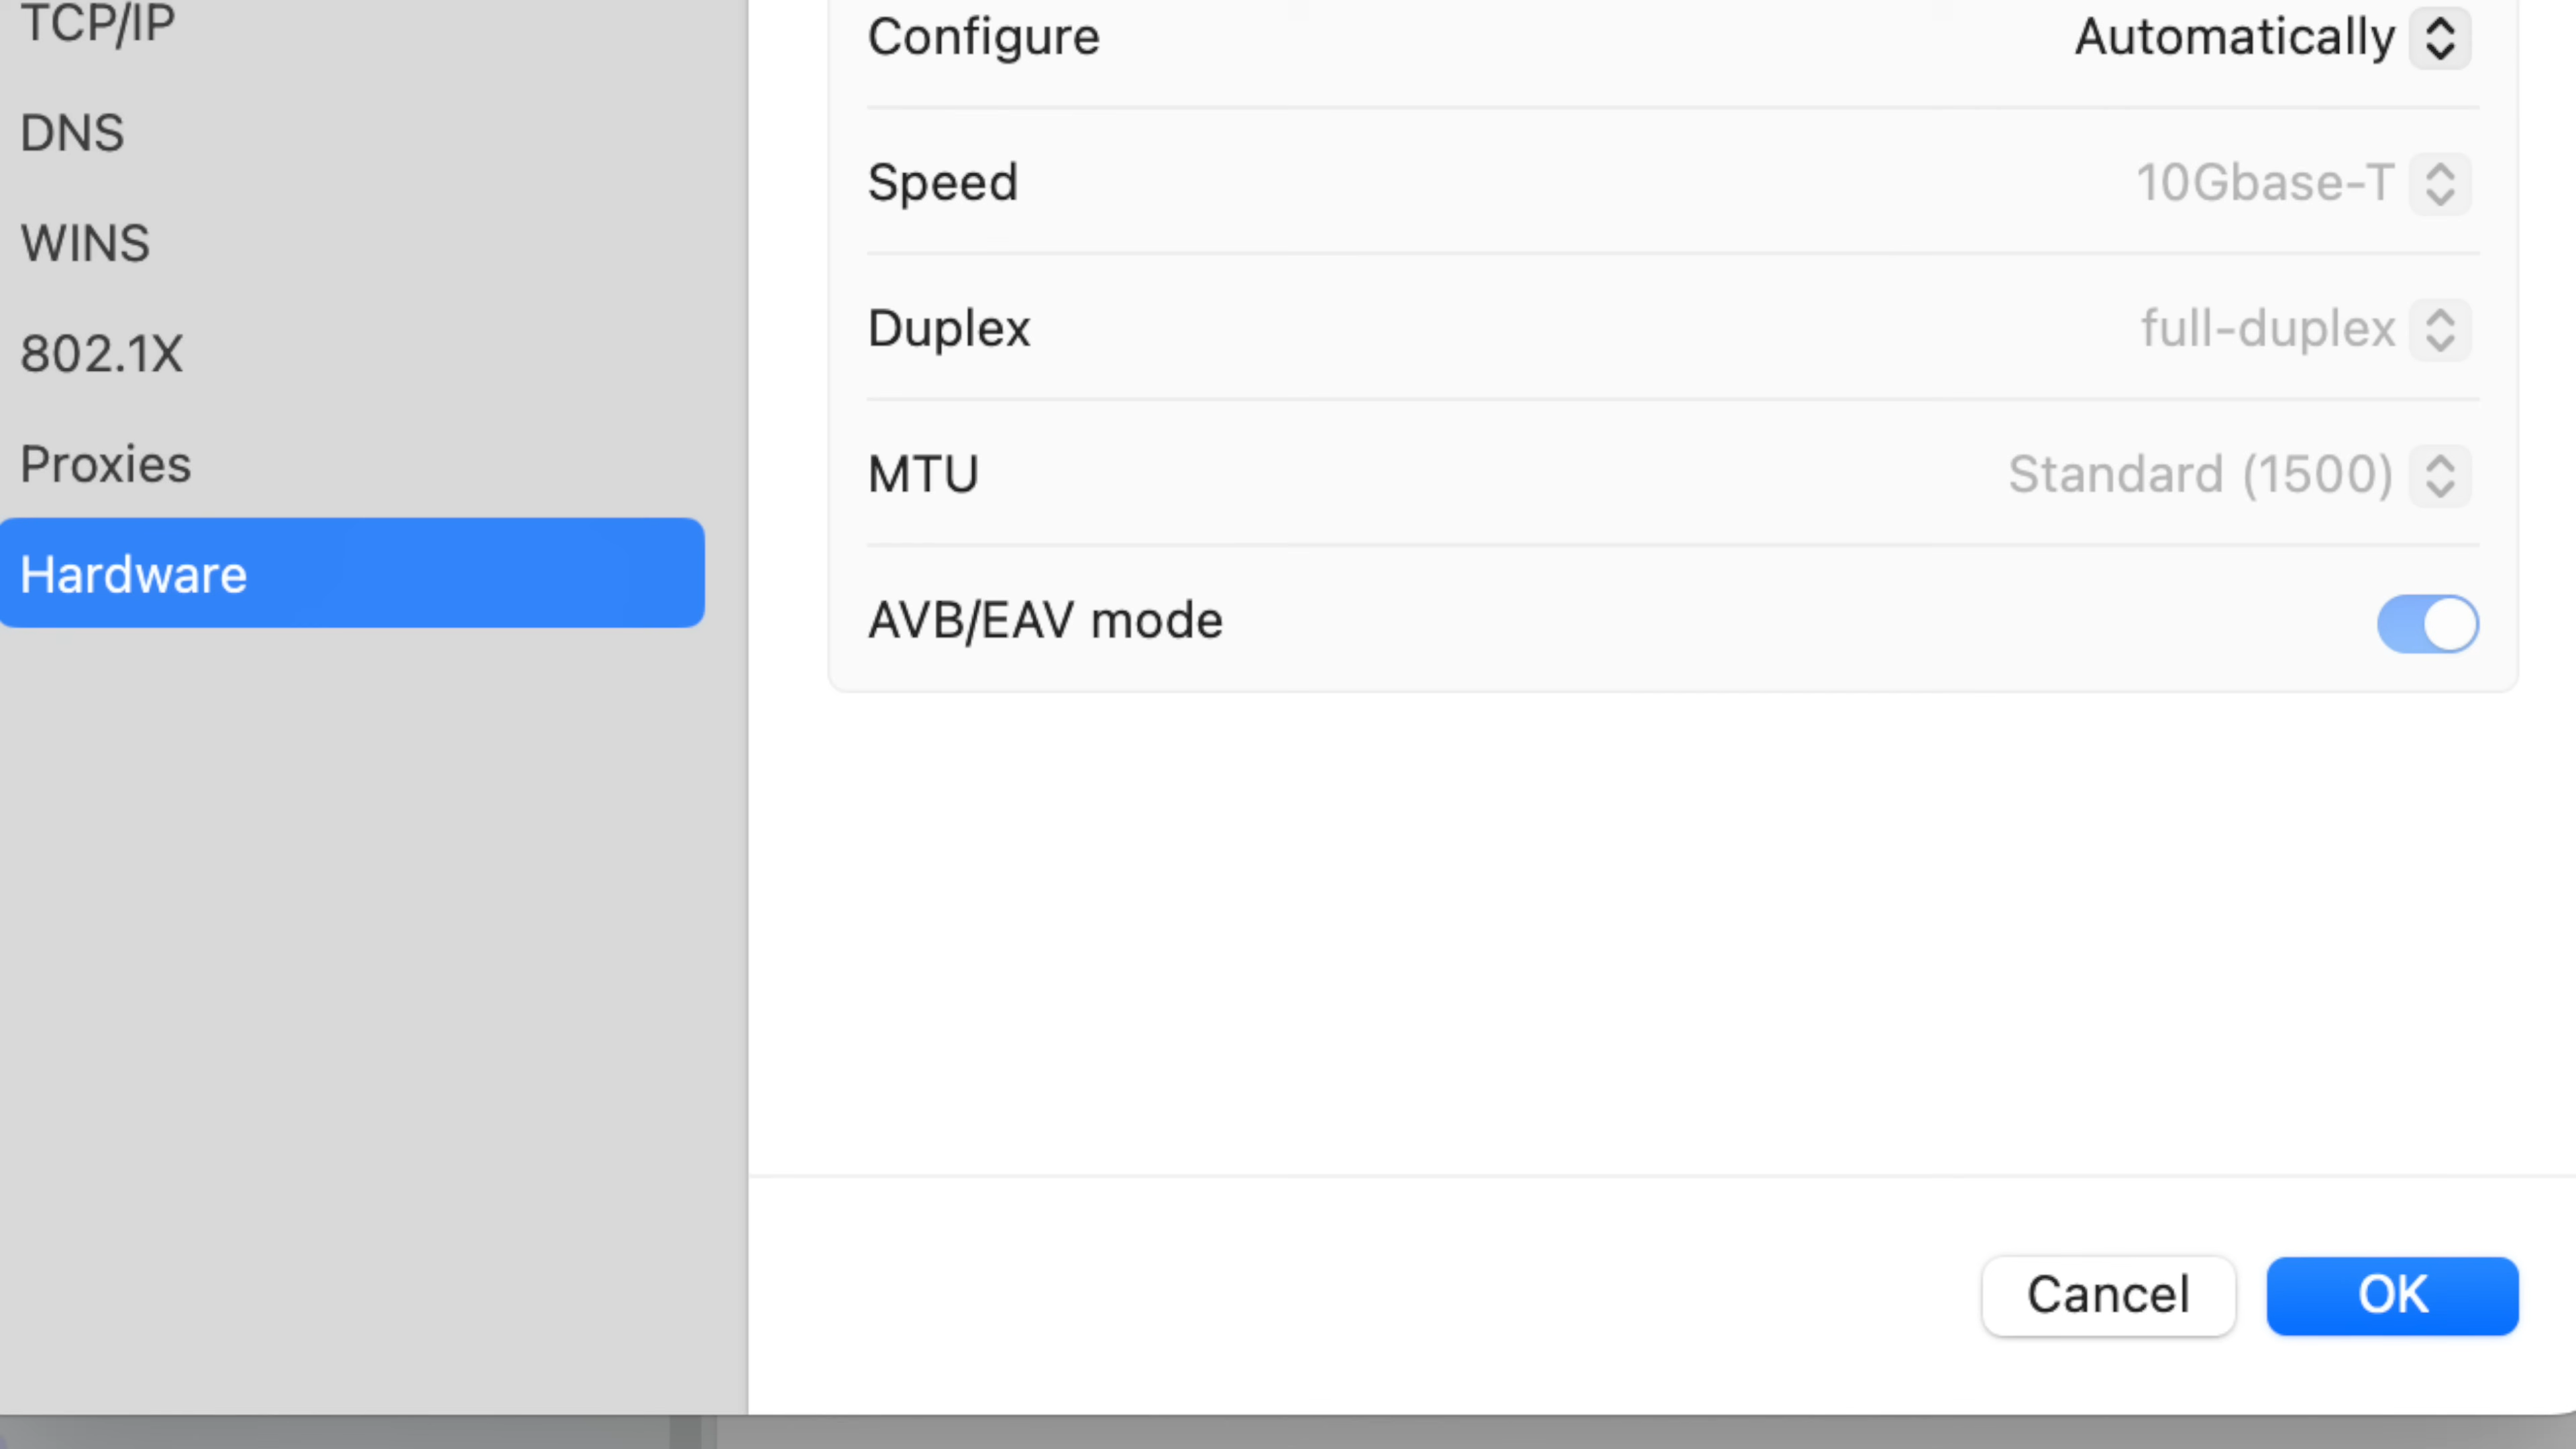 TCP/IP
DNS
WINS
802.1X
Proxies
Hardware
Configure Automatically
Speed 10Gbase-T
Duplex full-duplex
MTU Standard (1500)
AVB/EAV mode
Cancel OK